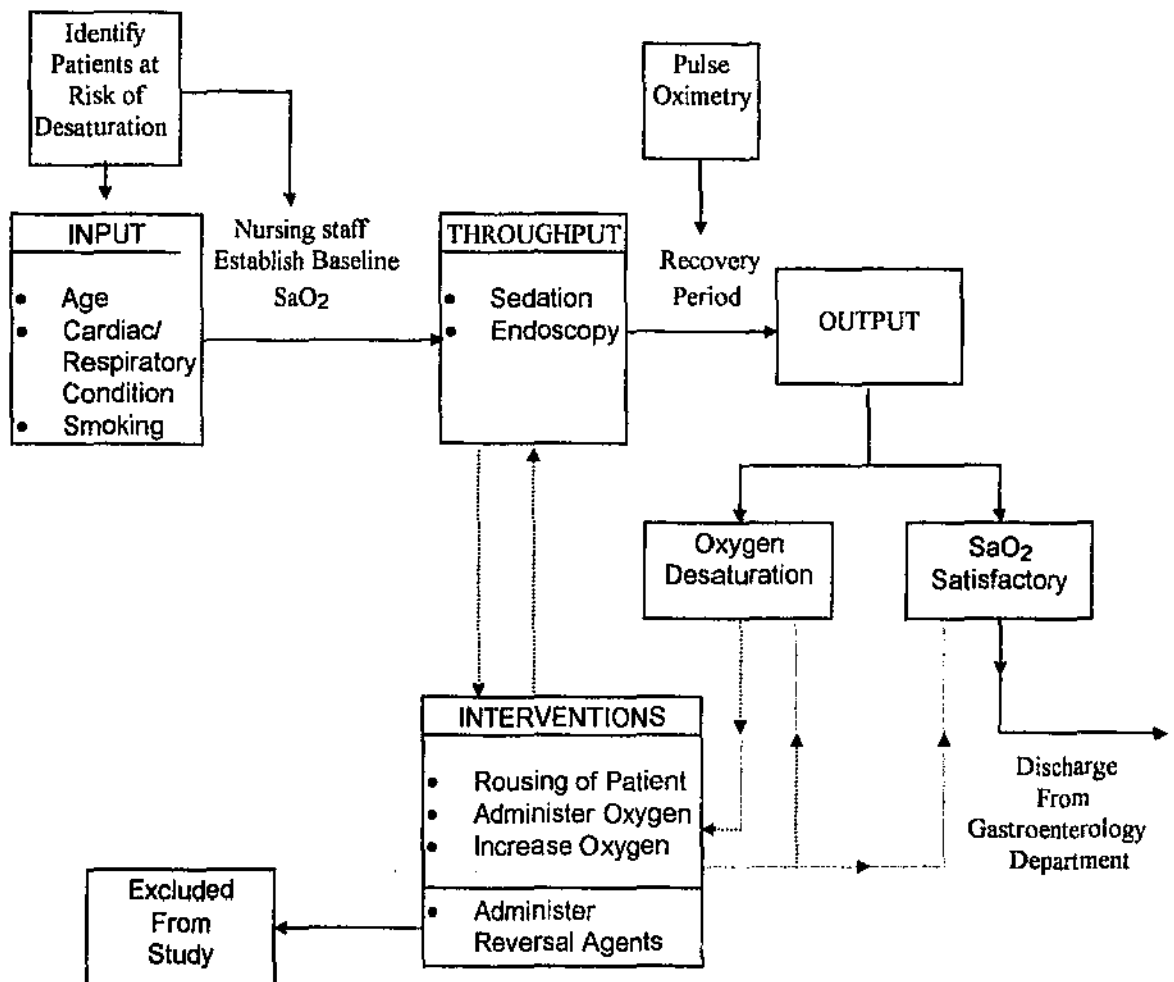 Identify
Patients at
Risk of
Desaturation
Pulse
Oximetry
INPUT
• Age
• Cardiac/
Respiratory
Condition
• Smoking
Nursing staff
Establish Baseline
SaO₂
THROUGHPUT
• Sedation
• Endoscopy
Recovery
Period
OUTPUT
Oxygen
Desaturation
SaO₂
Satisfactory
INTERVENTIONS
• Rousing of Patient
• Administer Oxygen
• Increase Oxygen
• Administer
Reversal Agents
Discharge
From
Gastroenterology
Department
Excluded
From
Study